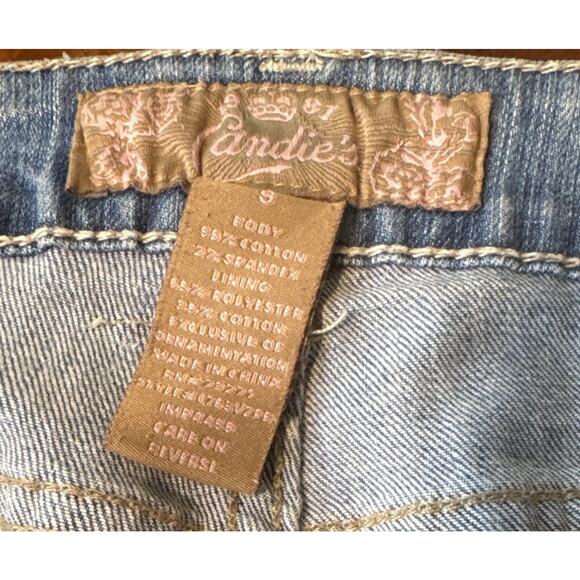 Candie's
BODY
98% COTTON
2% SPANDEX
LINING
65% POLYESTER
35% COTTON
EXCLUSIVE OF
ORNAMENTATION
MADE IN CHINA
CARE ON
REVERSE